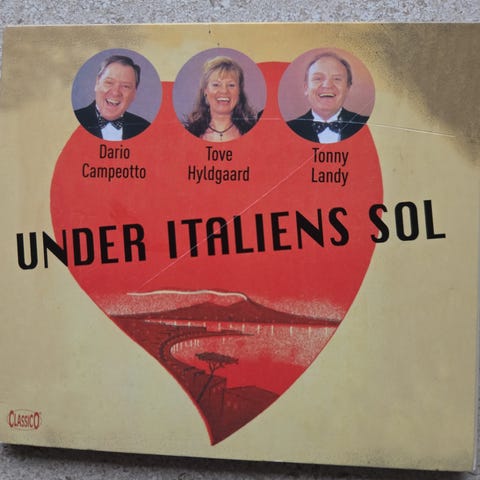 Dario
Campeotto
Tove
Hyldgaard
Tonny
Landy
UNDER ITALIENS SOL
CLASSICO